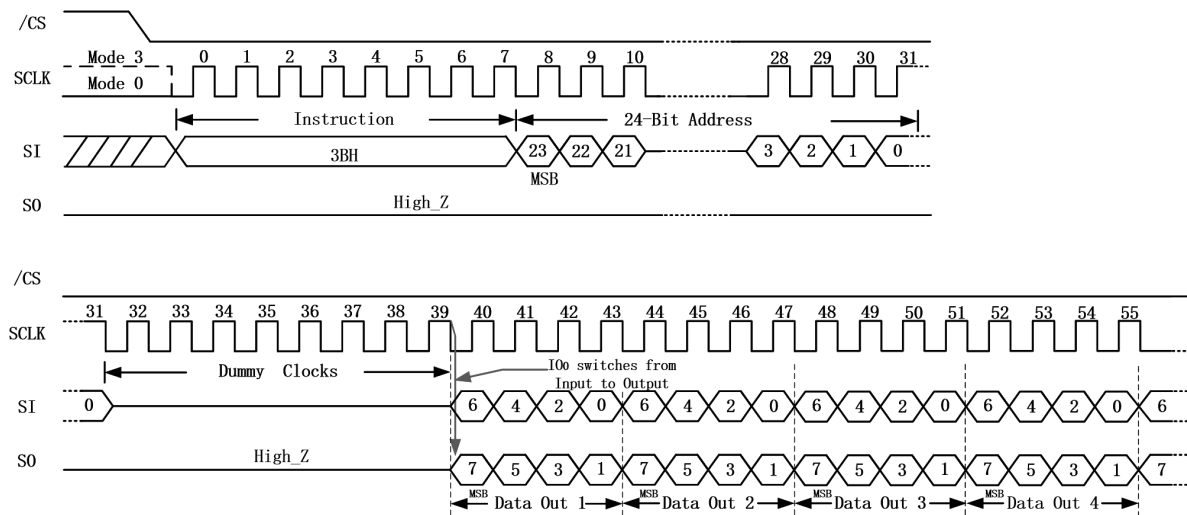 /CS
Mode 3 0 1 2 3 4 5 6 7 8 9 10 28 29 30 31
SCLK
Mode 0
Instruction 24-Bit Address
SI 3BH 23 22 21 3 2 1 0
MSB
SO High_Z
/CS
31 32 33 34 35 36 37 38 39 40 41 42 43 44 45 46 47 48 49 50 51 52 53 54 55
SCLK
Dummy Clocks IO0 switches from
Input to Output
SI 0 6 4 2 0 6 4 2 0 6 4 2 0 6 4 2 0 6
SO High_Z 7 5 3 1 7 5 3 1 7 5 3 1 7 5 3 1 7
MSB Data Out 1 MSB Data Out 2 MSB Data Out 3 MSB Data Out 4